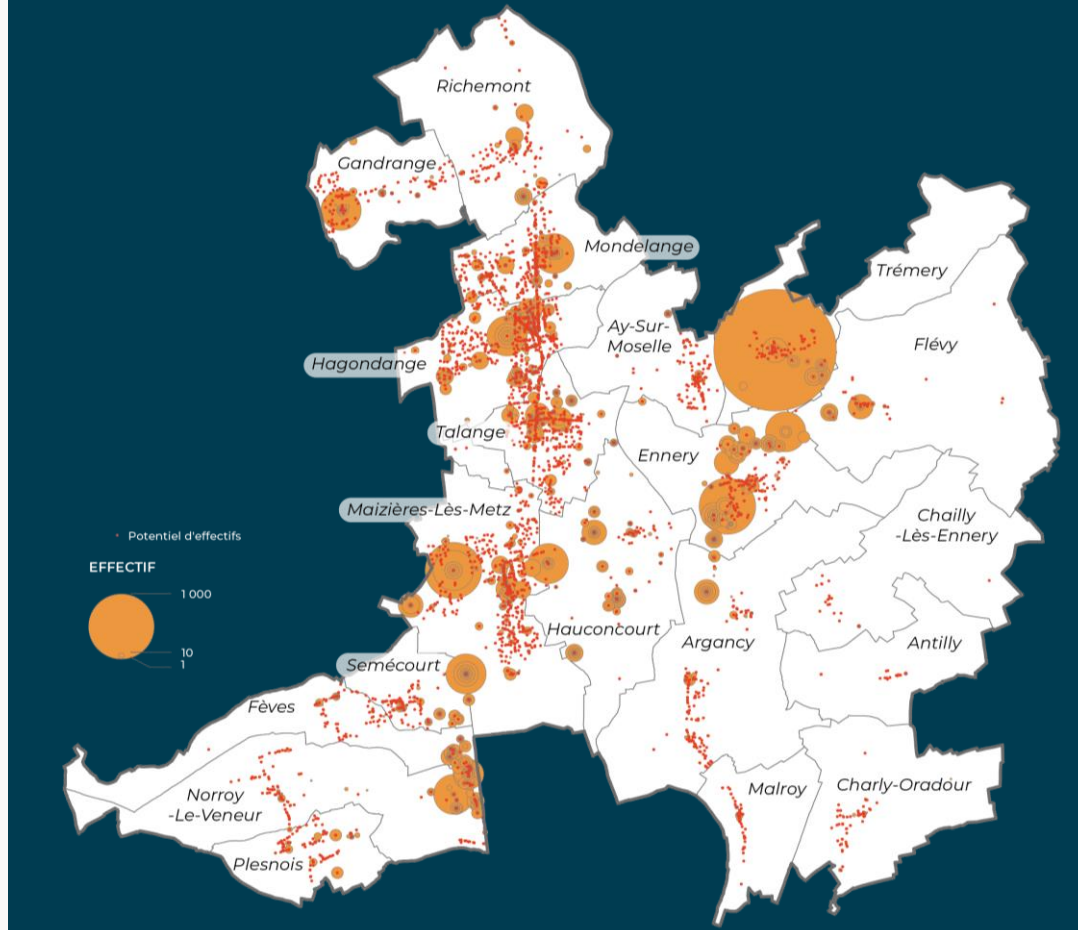 Richemont
Gandrange
Mondelange
Trémery
Ay-Sur-
Moselle
Flévy
Hagondange
Talange
Ennery
Maizières-Lès-Metz
Chailly
-Lès-Ennery
Potentiel d'effectifs
EFFECTIF
1 000
10
1
Hauconcourt
Argancy
Antilly
Semécourt
Fèves
Norroy
-Le-Veneur
Malroy
Charly-Oradour
Plesnois